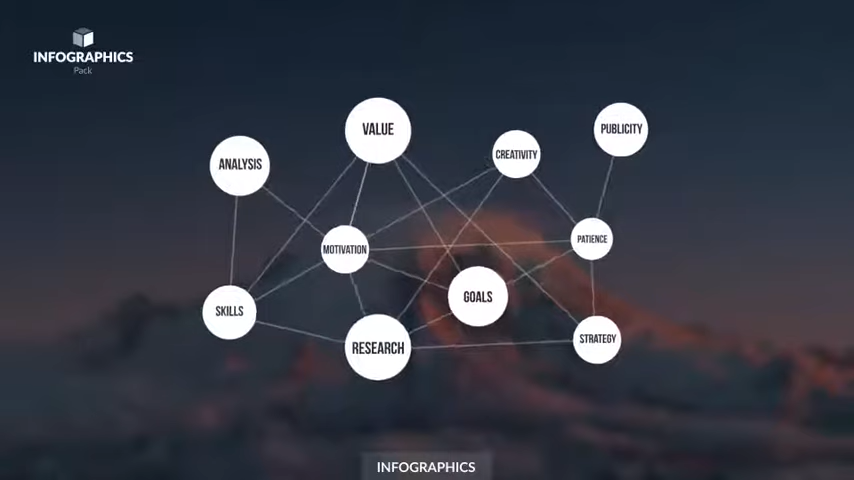 INFOGRAPHICS
Pack
VALUE
PUBLICITY
CREATIVITY
ANALYSIS
PATIENCE
MOTIVATION
GOALS
SKILLS
STRATEGY
RESEARCH
INFOGRAPHICS